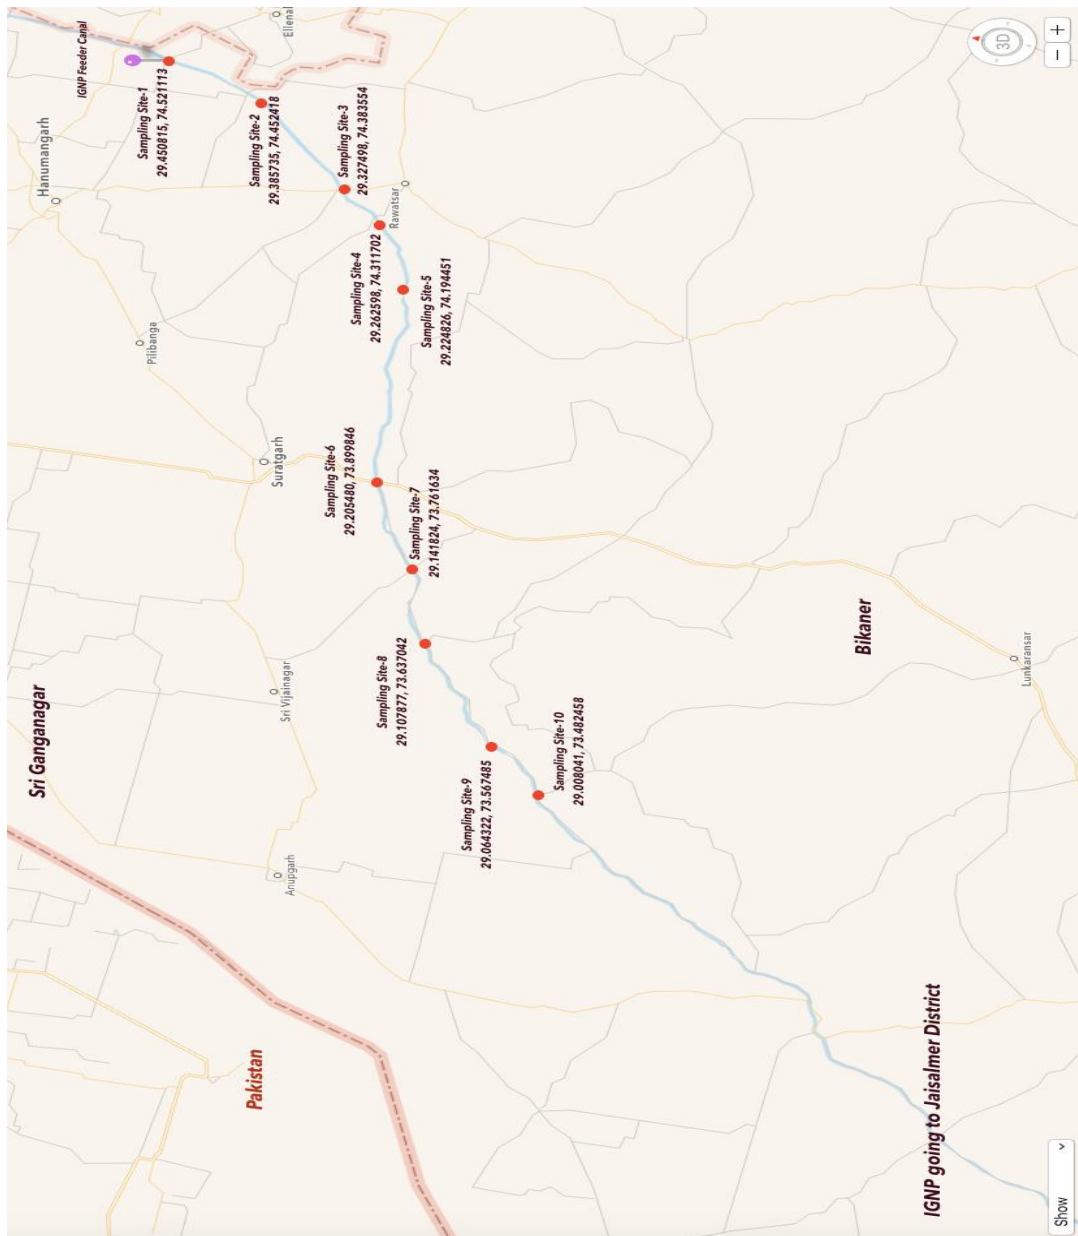 Sri Ganganagar
Pakistan
Hanumangarh
IGNP Feeder Canal
Ellenal
Pilibanga
Suratgarh
Sri Vijainagar
Anupgarh
Rawatsar
Sampling Site-1
29.450815, 74.521113
Sampling Site-2
29.385735, 74.452418
Sampling Site-3
29.327498, 74.383554
Sampling Site-4
29.262598, 74.311702
Sampling Site-5
29.224826, 74.194451
Sampling Site-6
29.205480, 73.899846
Sampling Site-7
29.141824, 73.761634
Sampling Site-8
29.107877, 73.637042
Sampling Site-9
29.064322, 73.567485
Sampling Site-10
29.008041, 73.482458
Bikaner
Lunkaransar
IGNP going to Jaisalmer District
Show
3D
− +